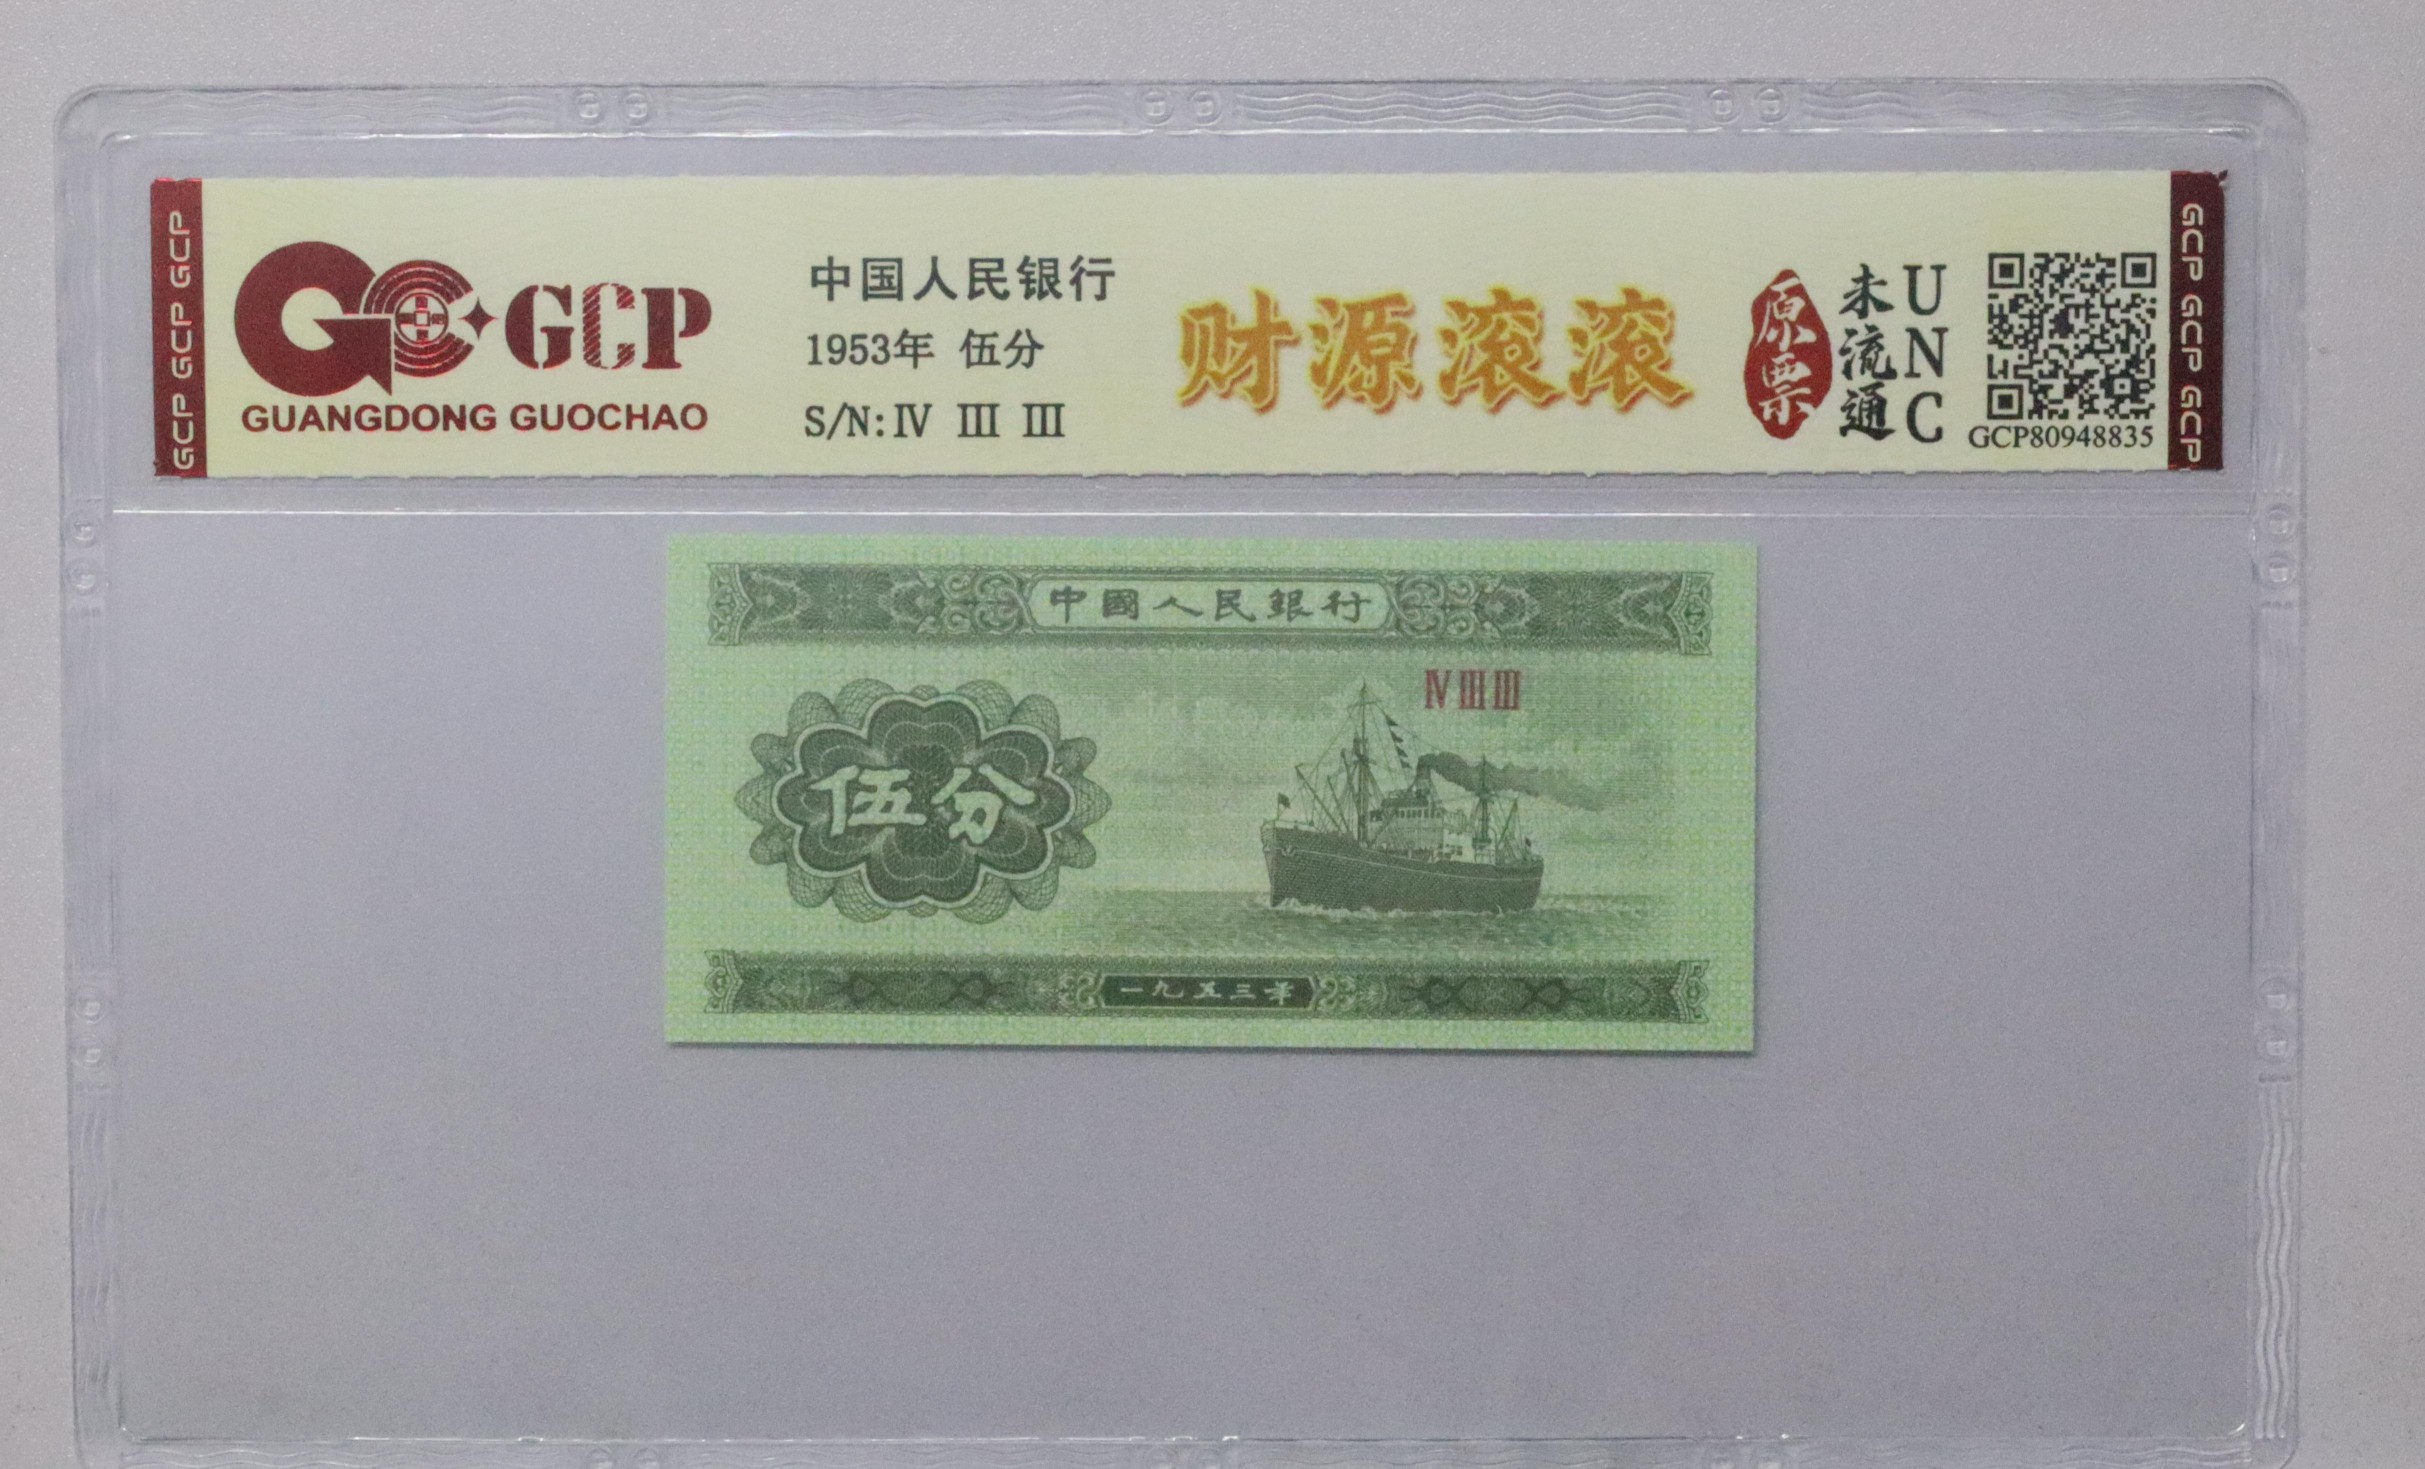 GCP GCP GCP
GCP
GUANGDONG GUOCHAO
中国人民银行
1953年 伍分
S/N: IV III III
财源滚滚
原票
未流通
UNC
GCP80948835
GCP GCP GCP
中國人民銀行
IV III III
伍分
一九五三年